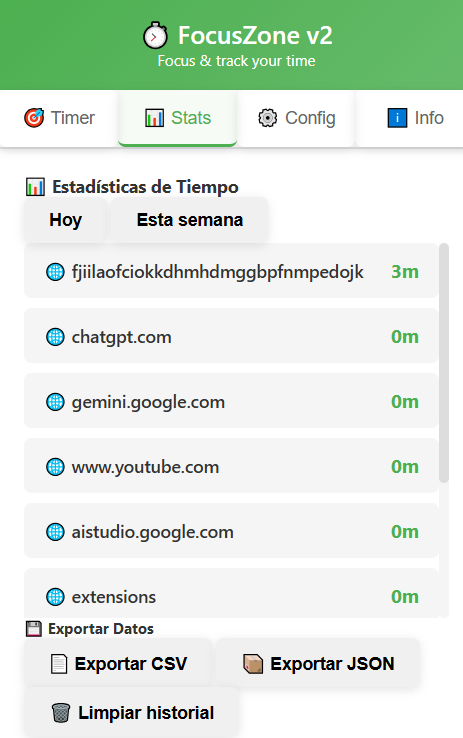 FocusZone v2
Focus & track your time
Timer
Stats
Config
Info
Estadísticas de Tiempo
Hoy
Esta semana
fjiilaofciokkdhmhdmggbpfnmpedojk 3m
chatgpt.com 0m
gemini.google.com 0m
www.youtube.com 0m
aistudio.google.com 0m
extensions 0m
Exportar Datos
Exportar CSV
Exportar JSON
Limpiar historial